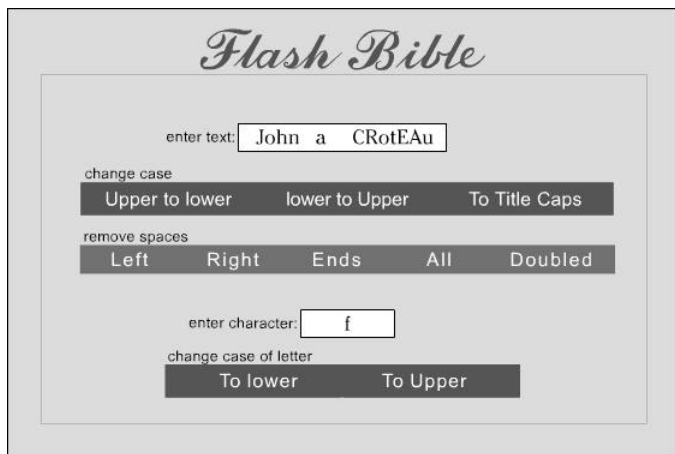 Flash Bible
enter text: John a CRotEAu
change case
Upper to lower lower to Upper To Title Caps
remove spaces
Left Right Ends All Doubled
enter character: f
change case of letter
To lower To Upper